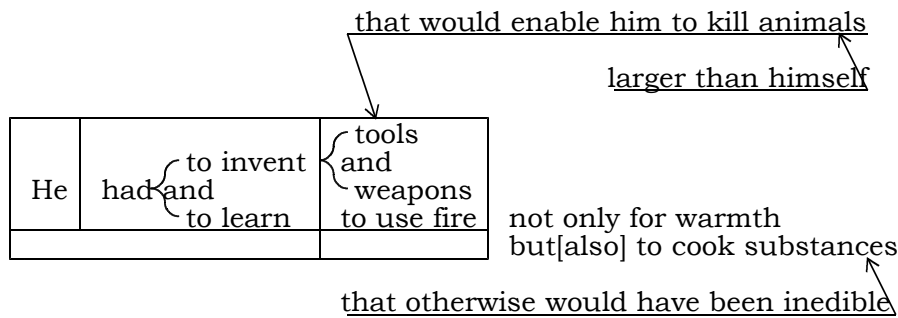 that would enable him to kill animals
larger than himself
tools
to invent and
He had and weapons
to learn to use fire not only for warmth
but[also] to cook substances
that otherwise would have been inedible